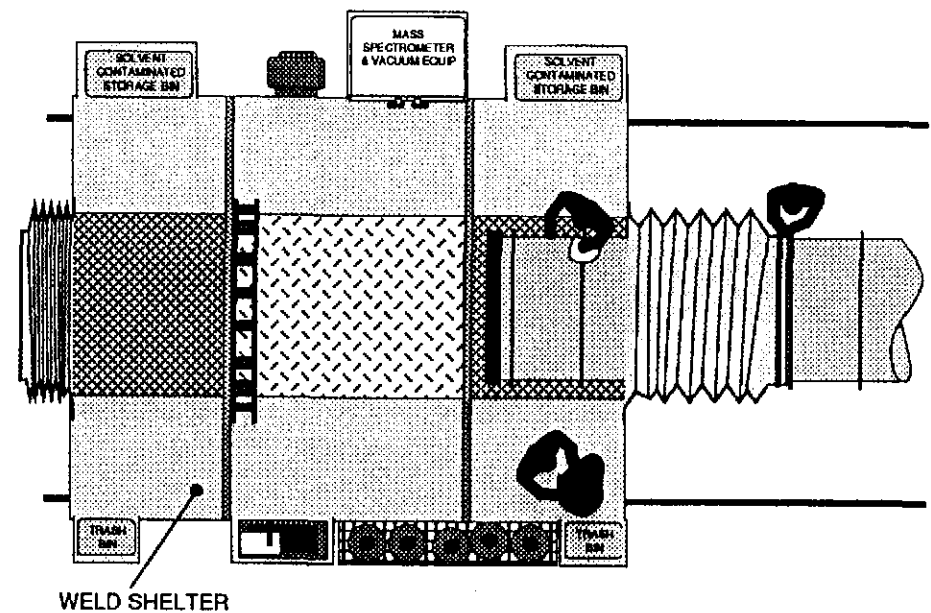 MASS
SPECTROMETER
& VACUUM EQUIP
SOLVENT
CONTAMINATED
STORAGE BIN
SOLVENT
CONTAMINATED
STORAGE BIN
TRASH
BIN
TRASH
BIN
WELD SHELTER